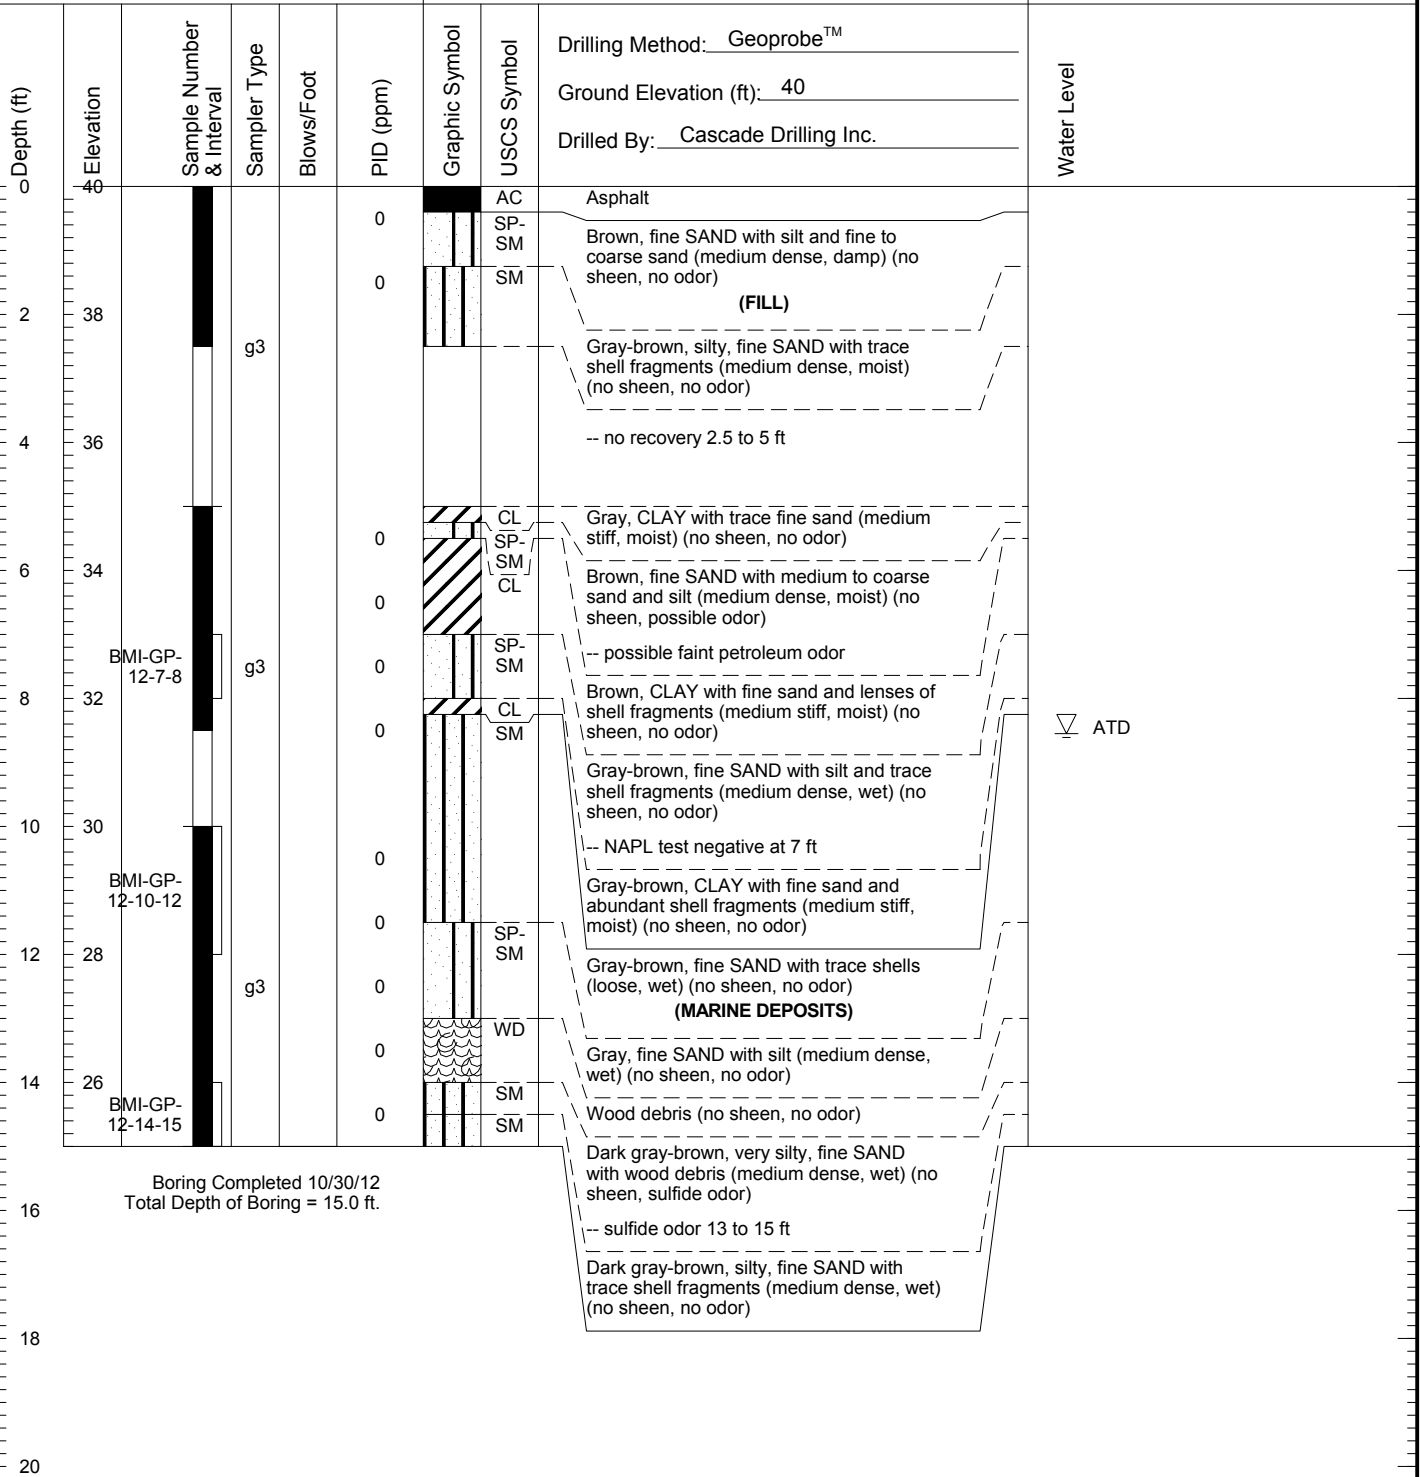 Depth (ft)
Elevation
Sample Number
& Interval
Sampler Type
Blows/Foot
PID (ppm)
Graphic Symbol
USCS Symbol
Drilling Method: Geoprobe™
Ground Elevation (ft): 40
Drilled By: Cascade Drilling Inc.
Water Level
0
40
AC
Asphalt
0
SP-
SM
Brown, fine SAND with silt and fine to
coarse sand (medium dense, damp) (no
sheen, no odor)
(FILL)
0
SM
2
38
g3
Gray-brown, silty, fine SAND with trace
shell fragments (medium dense, moist)
(no sheen, no odor)
4
36
-- no recovery 2.5 to 5 ft
CL
Gray, CLAY with trace fine sand (medium
stiff, moist) (no sheen, no odor)
0
SP-
SM
6
34
CL
Brown, fine SAND with medium to coarse
sand and silt (medium dense, moist) (no
sheen, possible odor)
0
-- possible faint petroleum odor
BMI-GP-
12-7-8
g3
0
SP-
SM
8
32
Brown, CLAY with fine sand and lenses of
shell fragments (medium stiff, moist) (no
sheen, no odor)
CL
0
SM
ATD
Gray-brown, fine SAND with silt and trace
shell fragments (medium dense, wet) (no
sheen, no odor)
10
30
-- NAPL test negative at 7 ft
0
BMI-GP-
12-10-12
Gray-brown, CLAY with fine sand and
abundant shell fragments (medium stiff,
moist) (no sheen, no odor)
0
SP-
SM
12
28
Gray-brown, fine SAND with trace shells
(loose, wet) (no sheen, no odor)
(MARINE DEPOSITS)
g3
0
WD
0
Gray, fine SAND with silt (medium dense,
wet) (no sheen, no odor)
14
26
SM
BMI-GP-
12-14-15
0
SM
Wood debris (no sheen, no odor)
Dark gray-brown, very silty, fine SAND
with wood debris (medium dense, wet) (no
sheen, sulfide odor)
-- sulfide odor 13 to 15 ft
Boring Completed 10/30/12
Total Depth of Boring = 15.0 ft.
16
Dark gray-brown, silty, fine SAND with
trace shell fragments (medium dense, wet)
(no sheen, no odor)
18
20